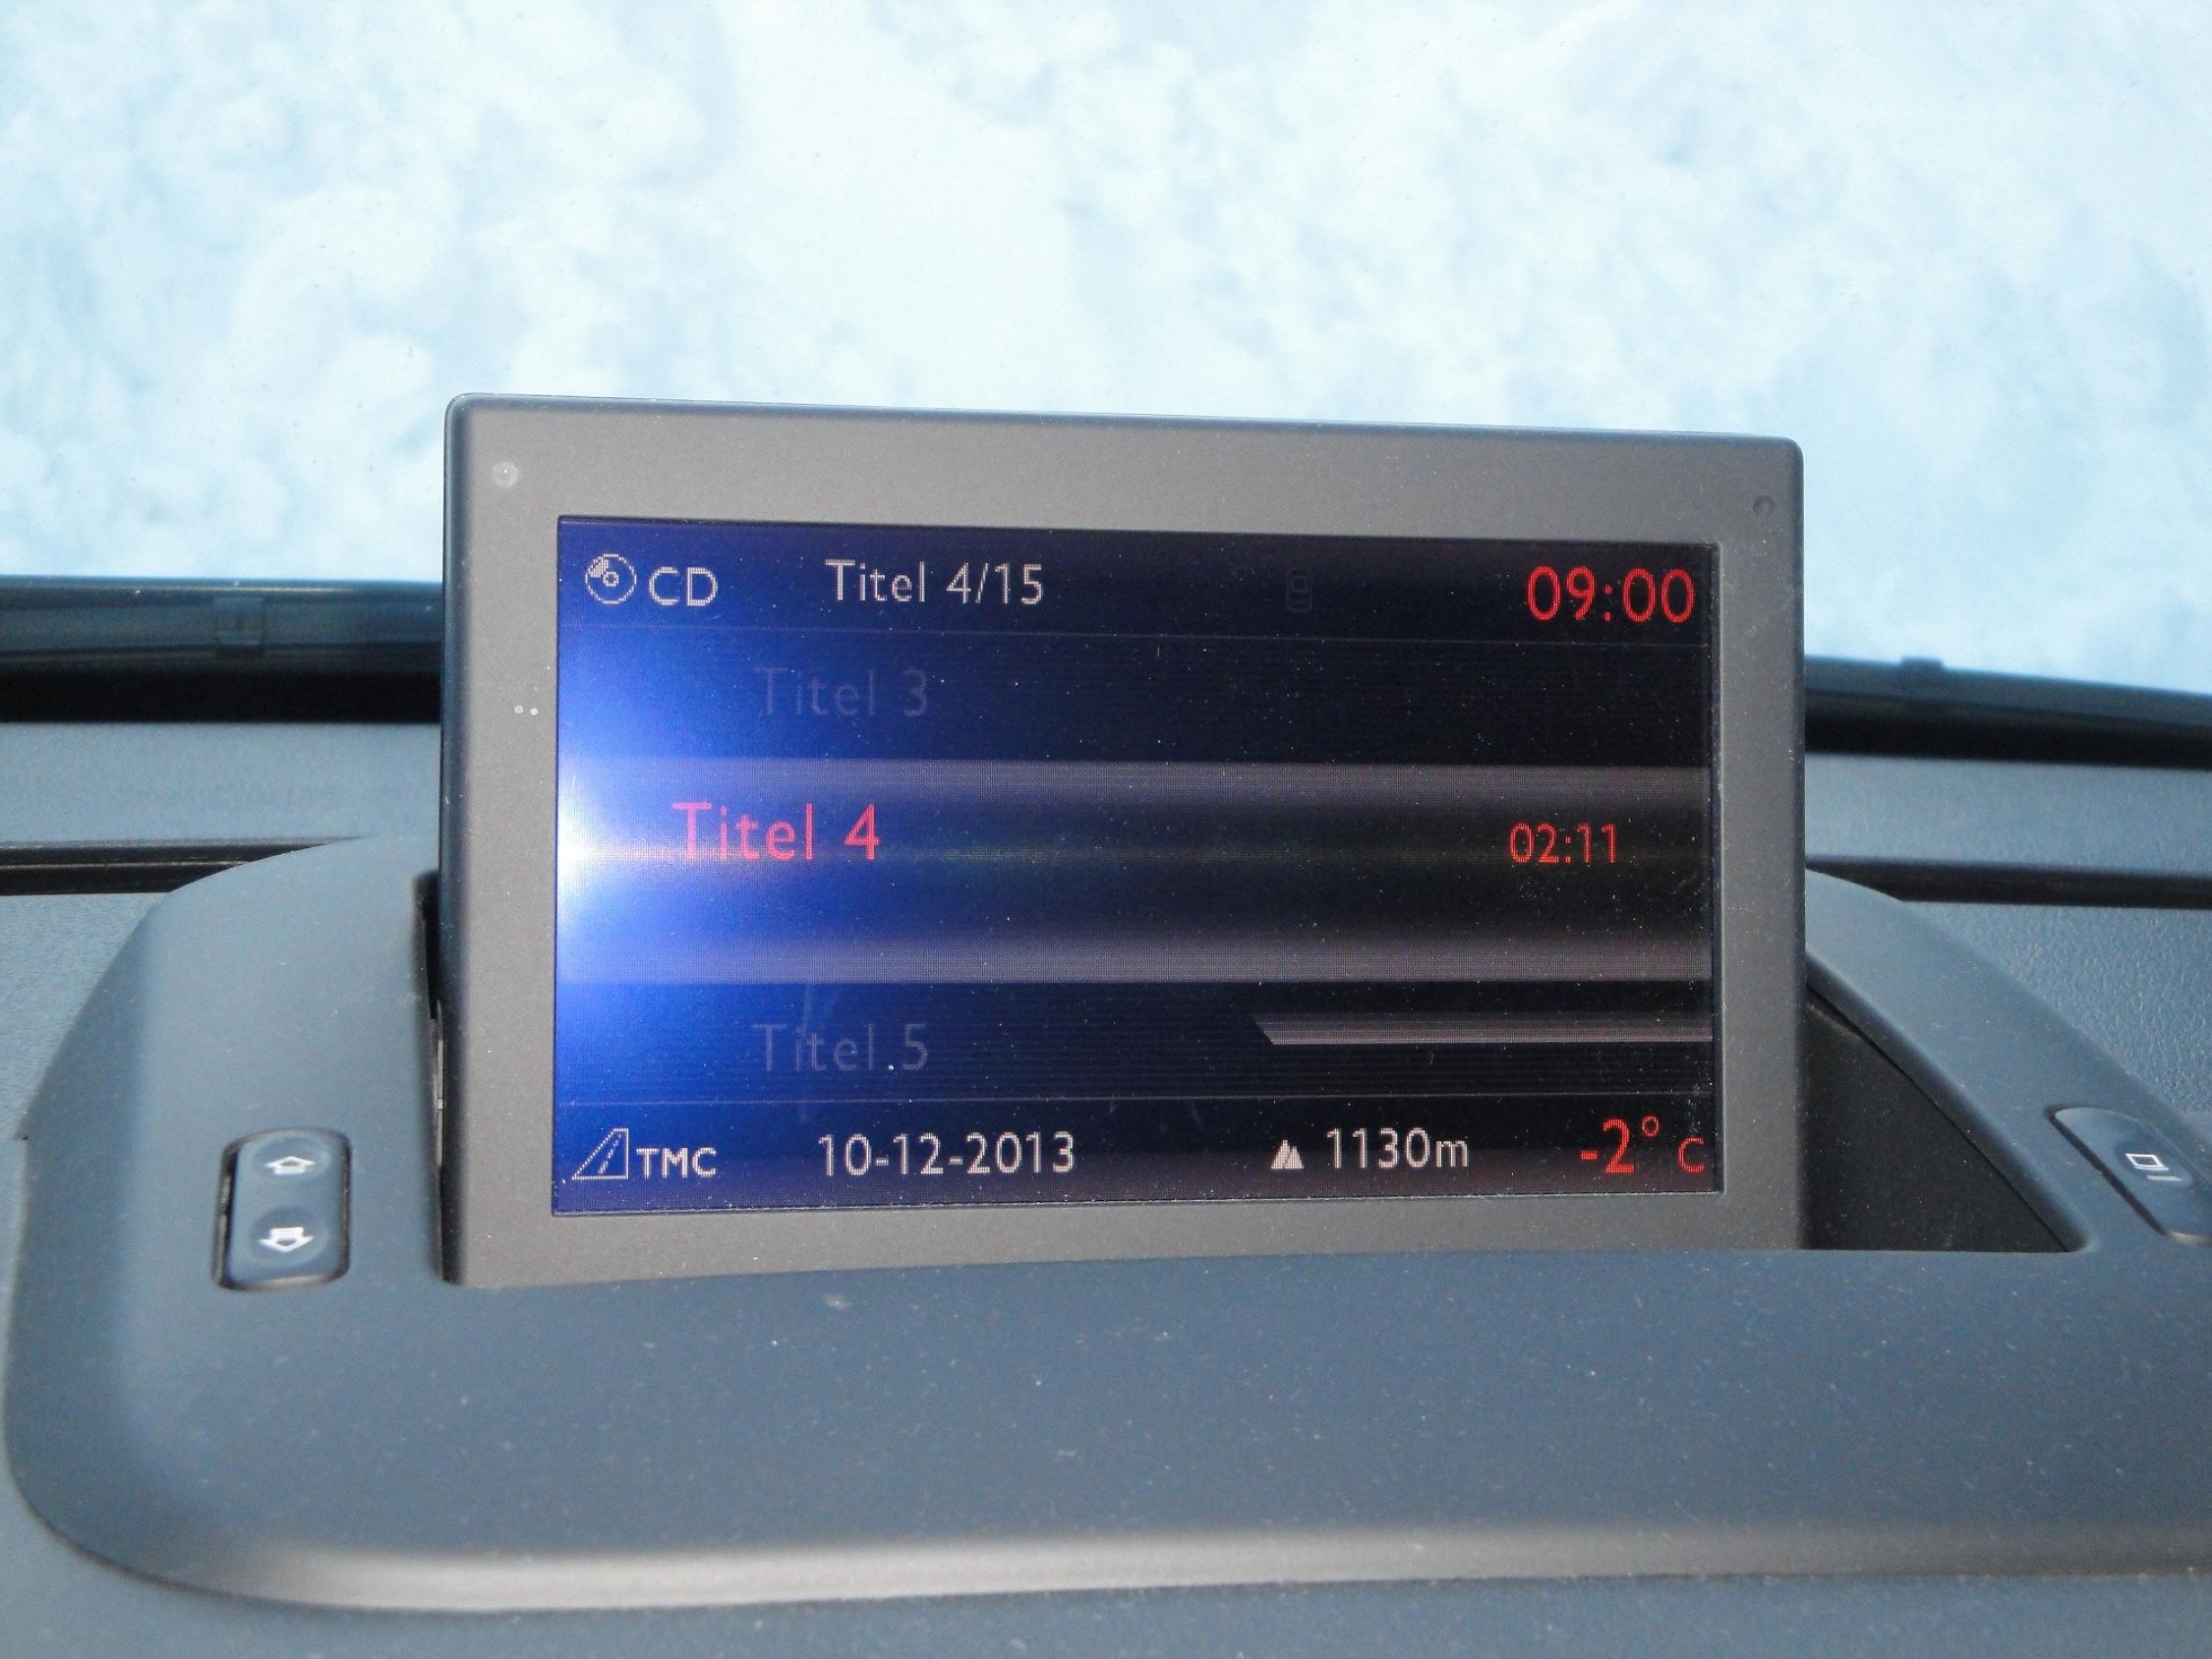 CD Titel 4/15 09:00
Titel 3
Titel 4 02:11
Titel 5
TMC 10-12-2013 1130m -2° C